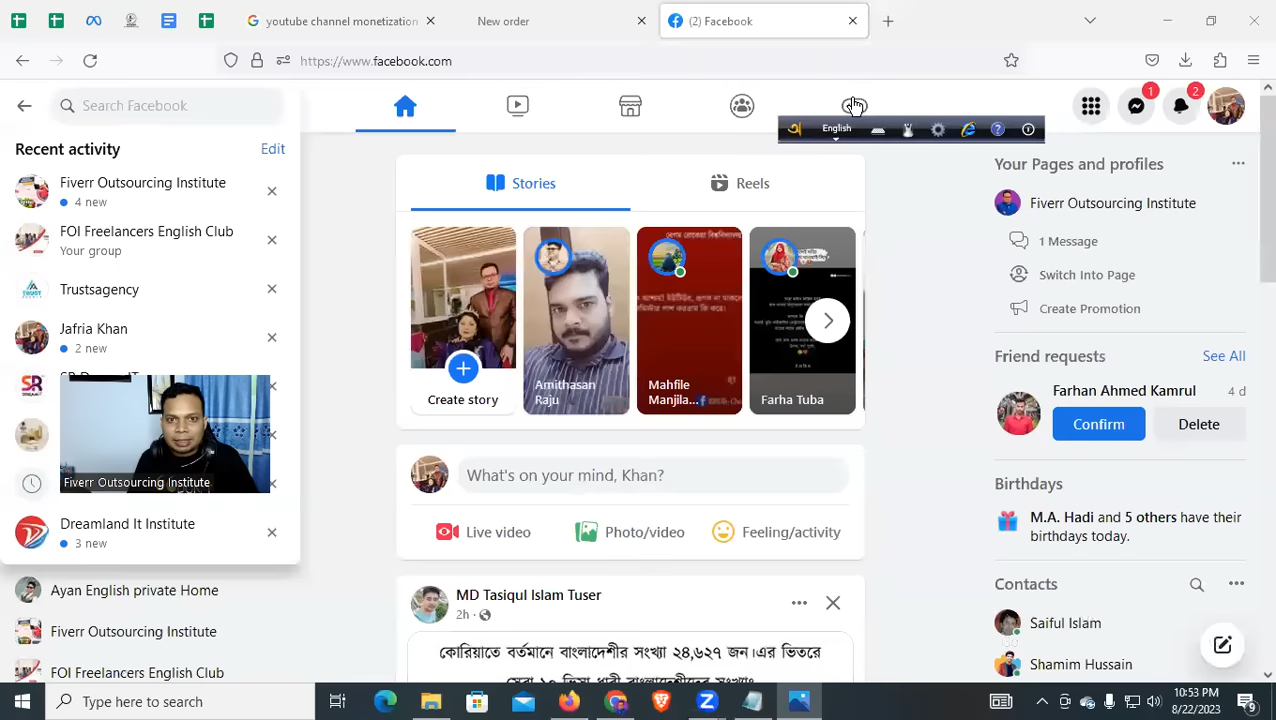 youtube channel monetization
New order
(2) Facebook
https://www.facebook.com
Search Facebook
1
2
English
Recent activity
Edit
Fiverr Outsourcing Institute
4 new
FOI Freelancers English Club
Your group
Trustsagency
Fiverr Outsourcing Institute
Dreamland It Institute
3 new
Ayan English private Home
Fiverr Outsourcing Institute
FOI Freelancers English Club
Stories
Reels
Create story
Amithasan
Raju
Mahfile
Manjila...
Farha Tuba
What's on your mind, Khan?
Live video
Photo/video
Feeling/activity
MD Tasiqul Islam Tuser
2h
কোরিয়াতে বর্তমানে বাংলাদেশীর সংখ্যা ২৪,৬২৭ জন।এর ভিতরে
Your Pages and profiles
Fiverr Outsourcing Institute
1 Message
Switch Into Page
Create Promotion
Friend requests
See All
Farhan Ahmed Kamrul
4 d
Confirm
Delete
Birthdays
M.A. Hadi and 5 others have their
birthdays today.
Contacts
Saiful Islam
Shamim Hussain
Type here to search
10:53 PM
8/22/2023
9